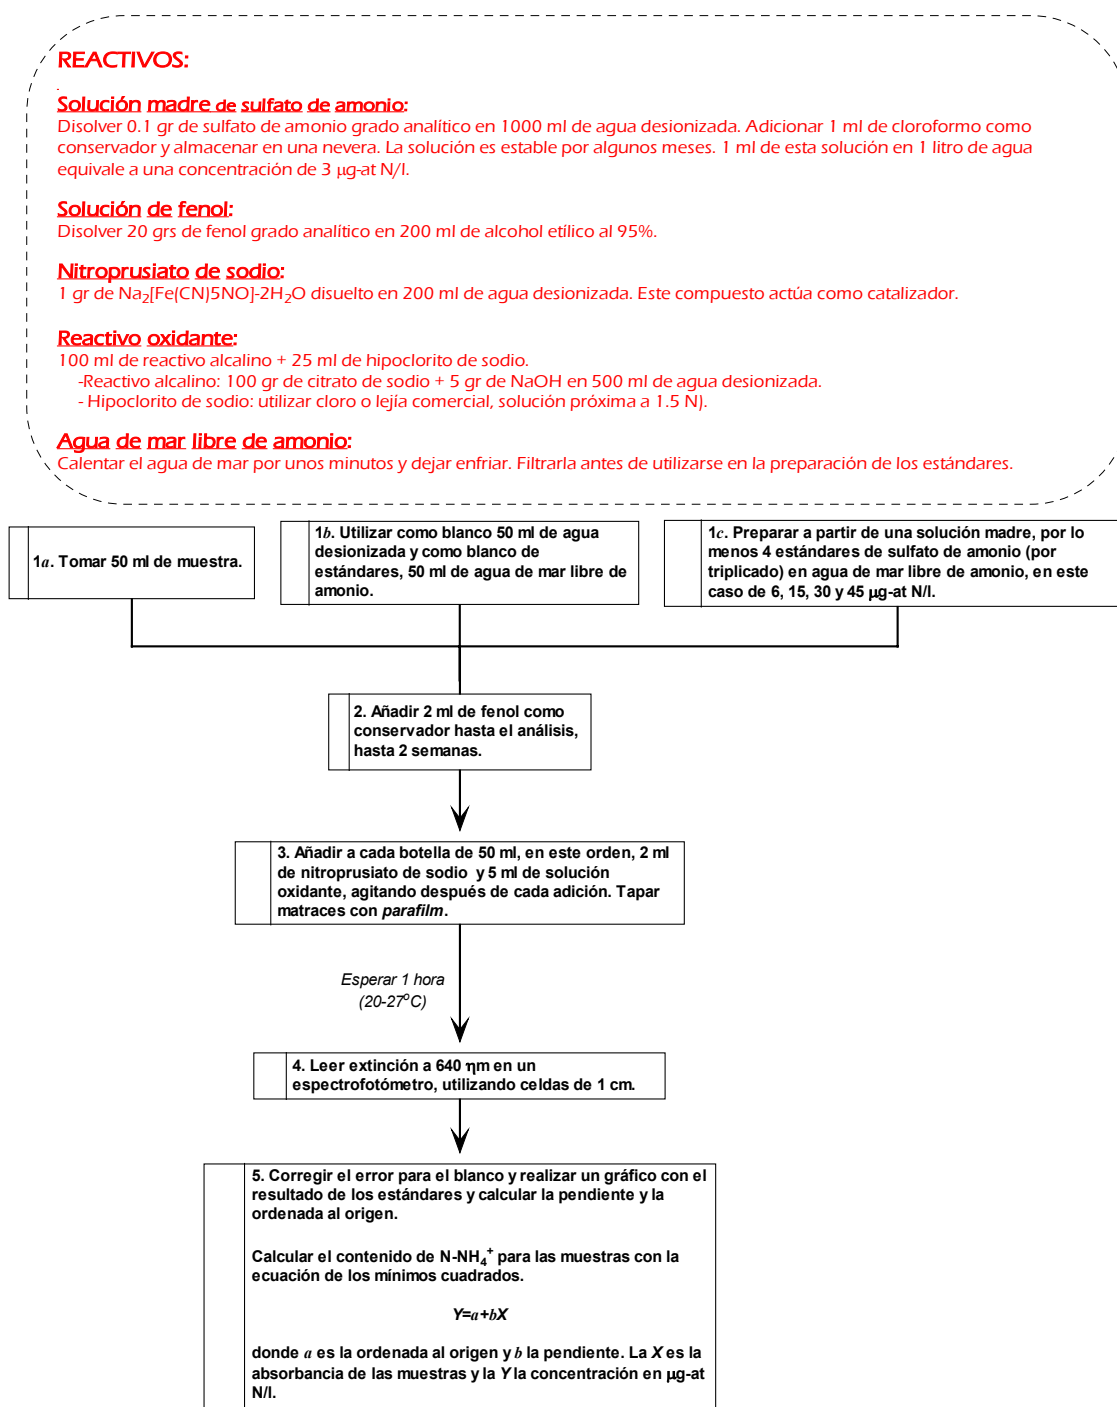 REACTIVOS:
.
Solución madre de sulfato de amonio:
Disolver 0.1 gr de sulfato de amonio grado analítico en 1000 ml de agua desionizada. Adicionar 1 ml de cloroformo como
conservador y almacenar en una nevera. La solución es estable por algunos meses. 1 ml de esta solución en 1 litro de agua
equivale a una concentración de 3 µg-at N/l.
Solución de fenol:
Disolver 20 grs de fenol grado analítico en 200 ml de alcohol etílico al 95%.
Nitroprusiato de sodio:
1 gr de Na₂[Fe(CN)5NO]-2H₂O disuelto en 200 ml de agua desionizada. Este compuesto actúa como catalizador.
Reactivo oxidante:
100 ml de reactivo alcalino + 25 ml de hipoclorito de sodio.
-Reactivo alcalino: 100 gr de citrato de sodio + 5 gr de NaOH en 500 ml de agua desionizada.
- Hipoclorito de sodio: utilizar cloro o lejía comercial, solución próxima a 1.5 N).
Agua de mar libre de amonio:
Calentar el agua de mar por unos minutos y dejar enfriar. Filtrarla antes de utilizarse en la preparación de los estándares.
1a. Tomar 50 ml de muestra.
1b. Utilizar como blanco 50 ml de agua
desionizada y como blanco de
estándares, 50 ml de agua de mar libre de
amonio.
1c. Preparar a partir de una solución madre, por lo
menos 4 estándares de sulfato de amonio (por
triplicado) en agua de mar libre de amonio, en este
caso de 6, 15, 30 y 45 µg-at N/l.
2. Añadir 2 ml de fenol como
conservador hasta el análisis,
hasta 2 semanas.
3. Añadir a cada botella de 50 ml, en este orden, 2 ml
de nitroprusiato de sodio y 5 ml de solución
oxidante, agitando después de cada adición. Tapar
matraces con parafilm.
Esperar 1 hora
(20-27°C)
4. Leer extinción a 640 ηm en un
espectrofotómetro, utilizando celdas de 1 cm.
5. Corregir el error para el blanco y realizar un gráfico con el
resultado de los estándares y calcular la pendiente y la
ordenada al origen.
Calcular el contenido de N-NH₄⁺ para las muestras con la
ecuación de los mínimos cuadrados.
Y=a+bX
donde a es la ordenada al origen y b la pendiente. La X es la
absorbancia de las muestras y la Y la concentración en µg-at
N/l.